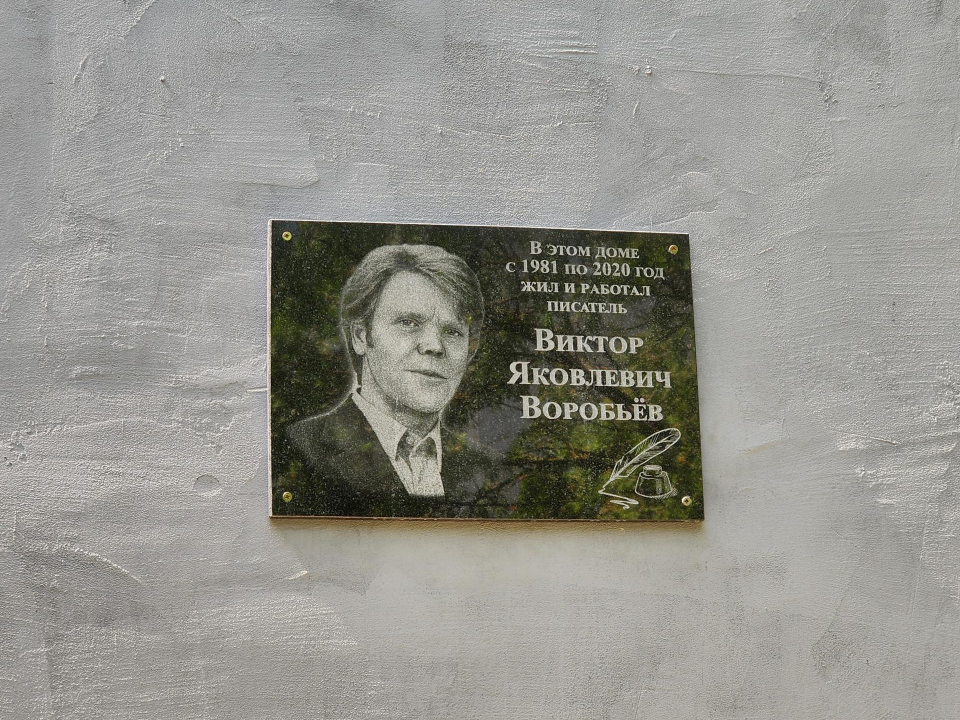 В этом доме
с 1981 по 2020 год
жил и работал
писатель
Виктор
Яковлевич
Воробьёв